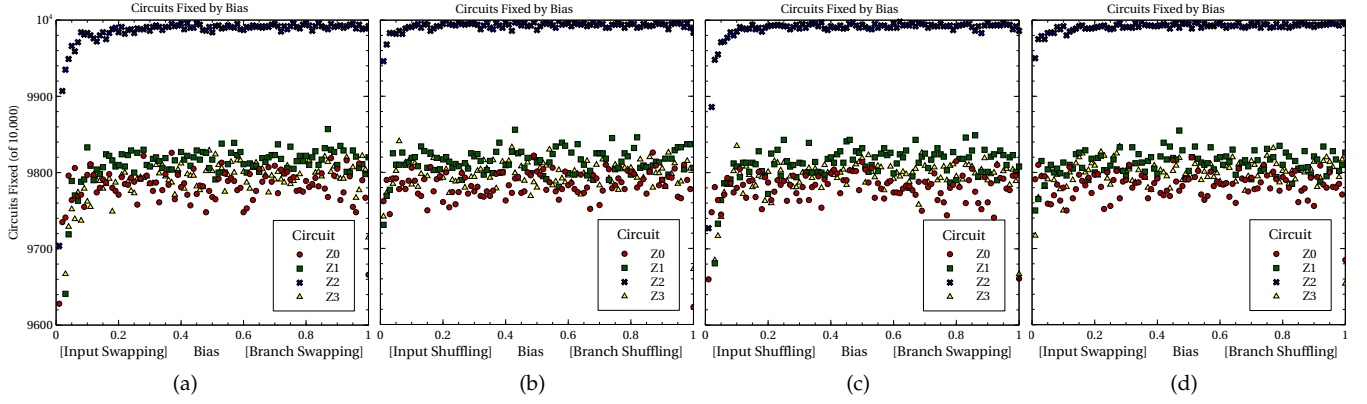 Circuits Fixed by Bias
Circuits Fixed by Bias
Circuits Fixed by Bias
Circuits Fixed by Bias
Circuits Fixed (of 10,000)
10⁴
9900
9800
9700
9600
Circuit
Z0
Z1
Z2
Z3
Circuit
Z0
Z1
Z2
Z3
Circuit
Z0
Z1
Z2
Z3
Circuit
Z0
Z1
Z2
Z3
0 0.2 0.4 0.6 0.8 1
0 0.2 0.4 0.6 0.8 1
0 0.2 0.4 0.6 0.8 1
0 0.2 0.4 0.6 0.8 1
[Input Swapping] Bias [Branch Swapping]
[Input Shuffling] Bias [Branch Shuffling]
[Input Shuffling] Bias [Branch Swapping]
[Input Swapping] Bias [Branch Shuffling]
(a)
(b)
(c)
(d)